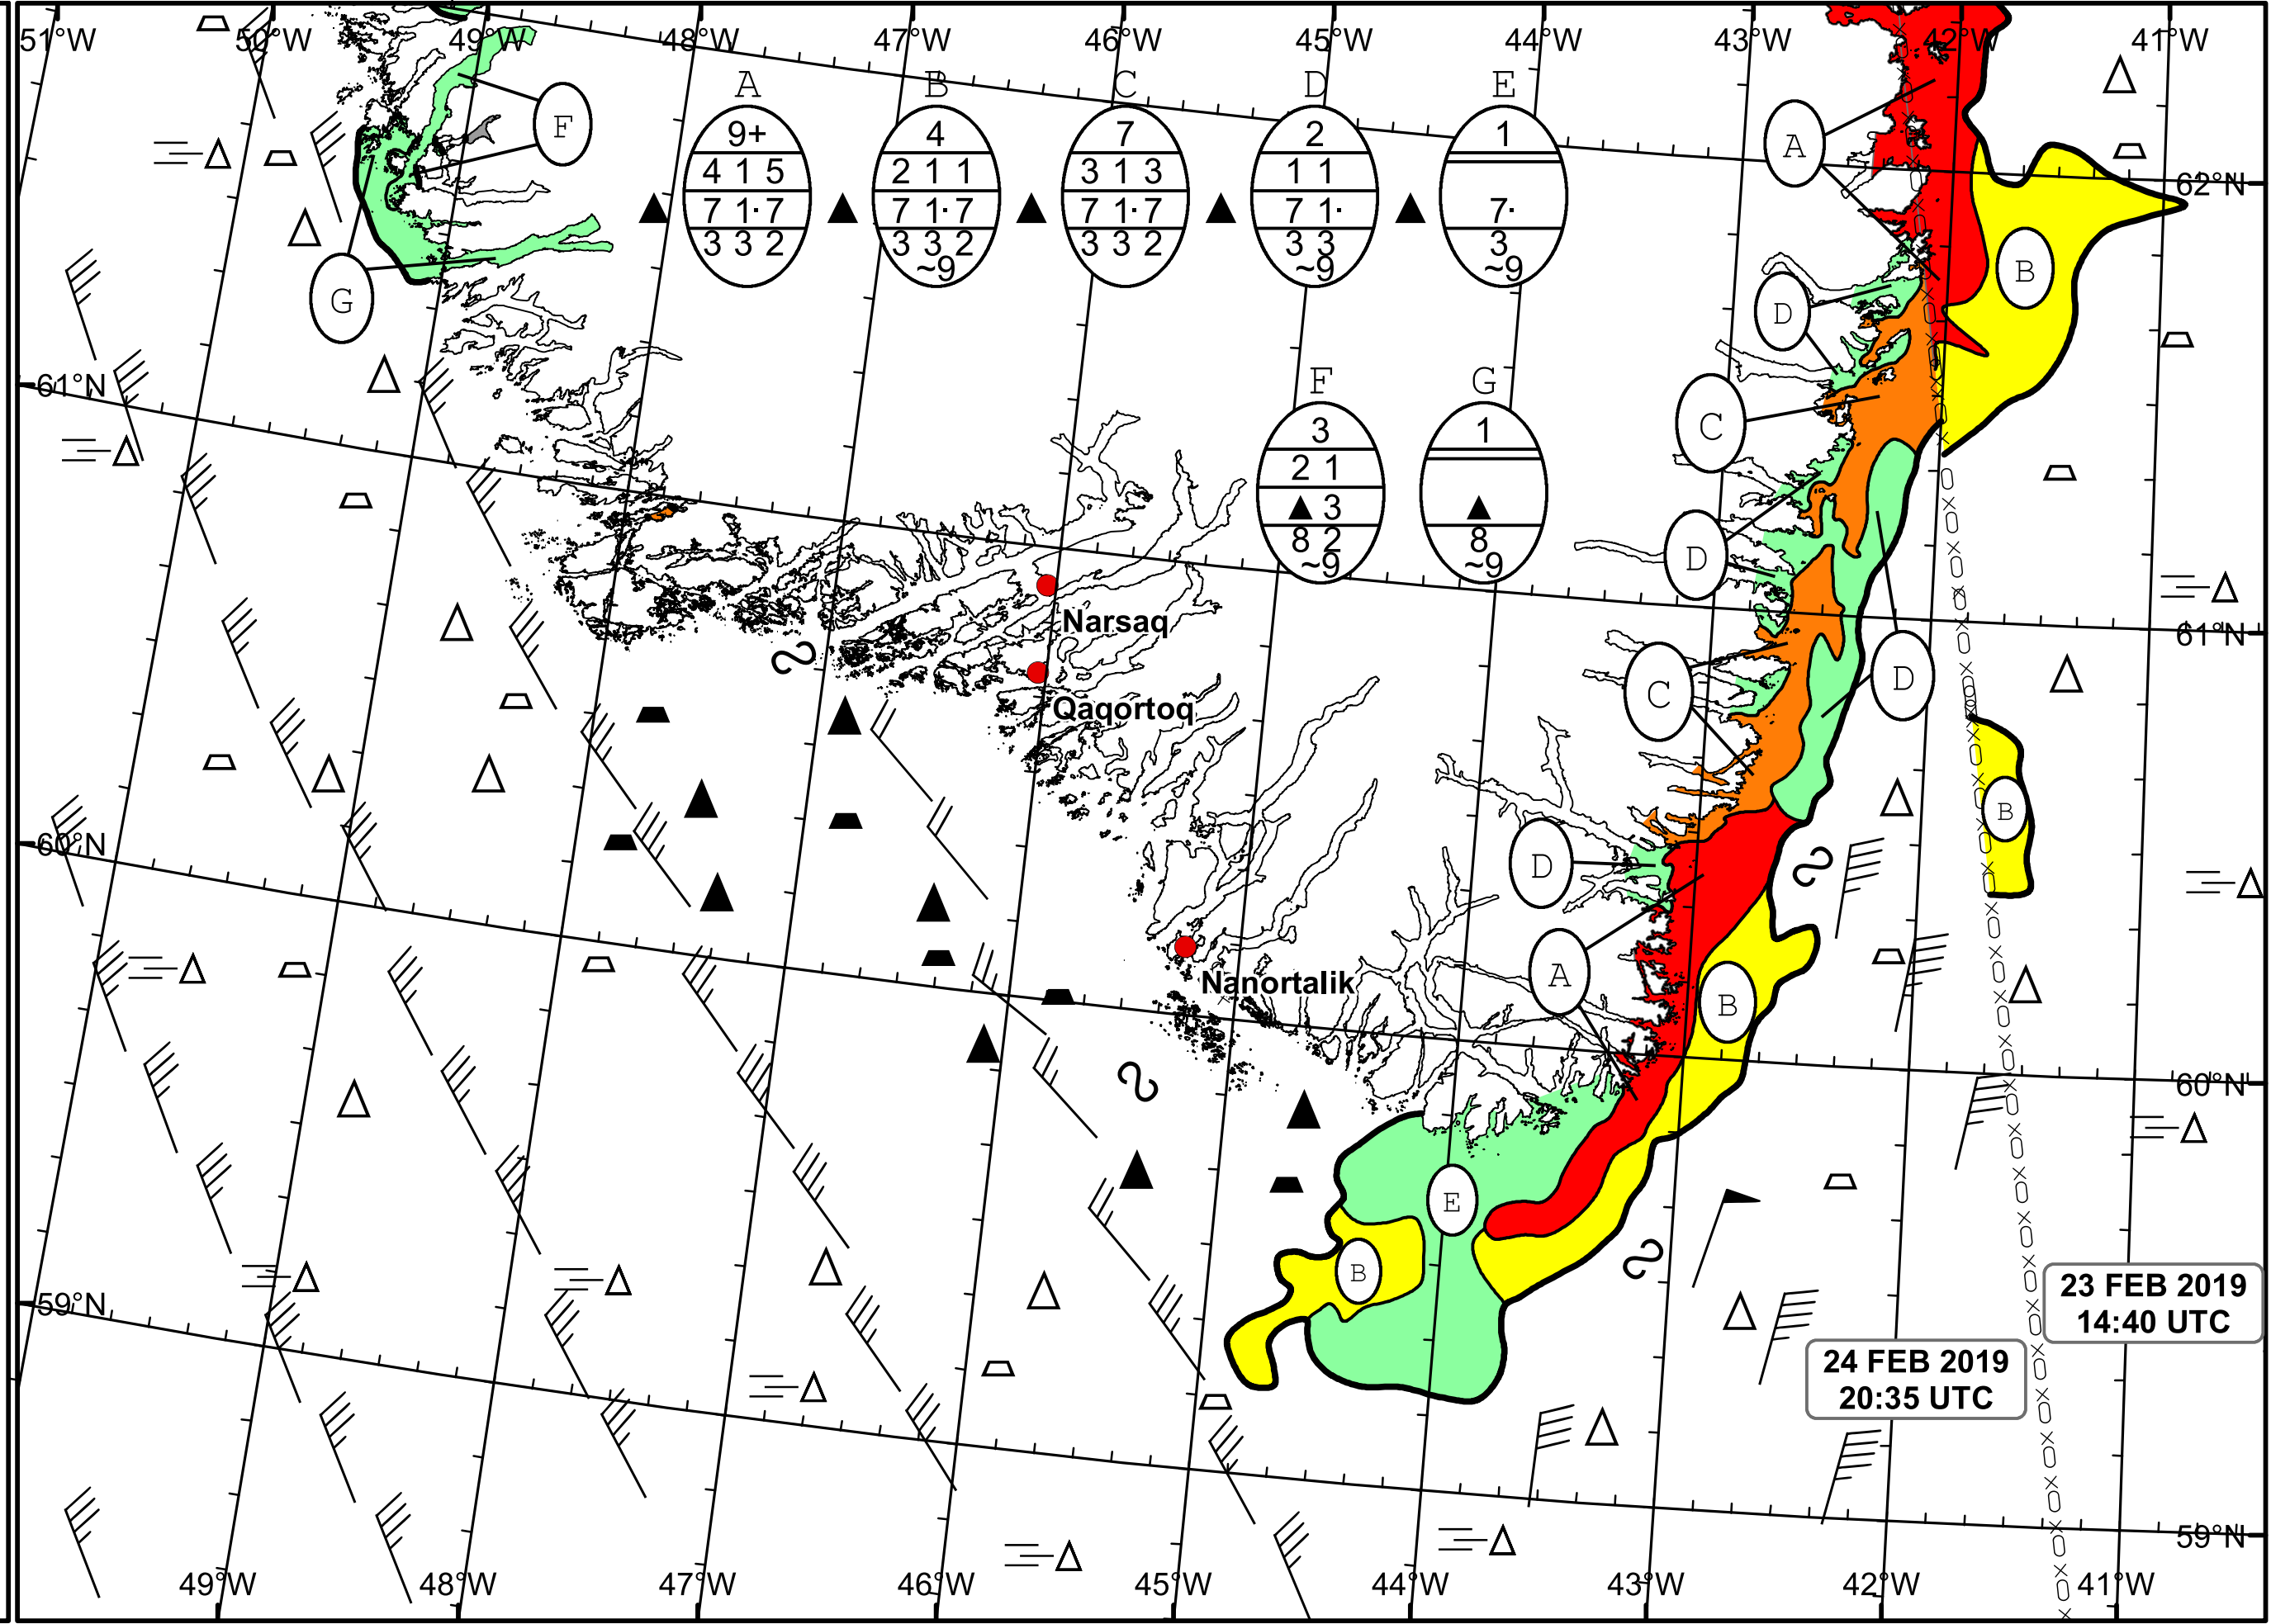 51°W 50°W 49°W 48°W 47°W 46°W 45°W 44°W 43°W 42°W 41°W
A B C D E
9+ 4 7 2 1
4 1 5 2 1 1 3 1 3 1 1
7 1· 7 7 1· 7 7 1· 7 7 1· 7·
3 3 2 3 3 2 3 3 2 3 3 3
~9 ~9 ~9
F
A
62°N
B
G
D
61°N
F G
3 1
2 1
3
8 2 8
~9 ~9
C
D
Narsaq
61°N
C
D
Qaqortoq
B
60°N
D
A
Nanortalik
B
60°N
E
B
59°N
23 FEB 2019
14:40 UTC
24 FEB 2019
20:35 UTC
59°N
49°W 48°W 47°W 46°W 45°W 44°W 43°W 42°W 41°W